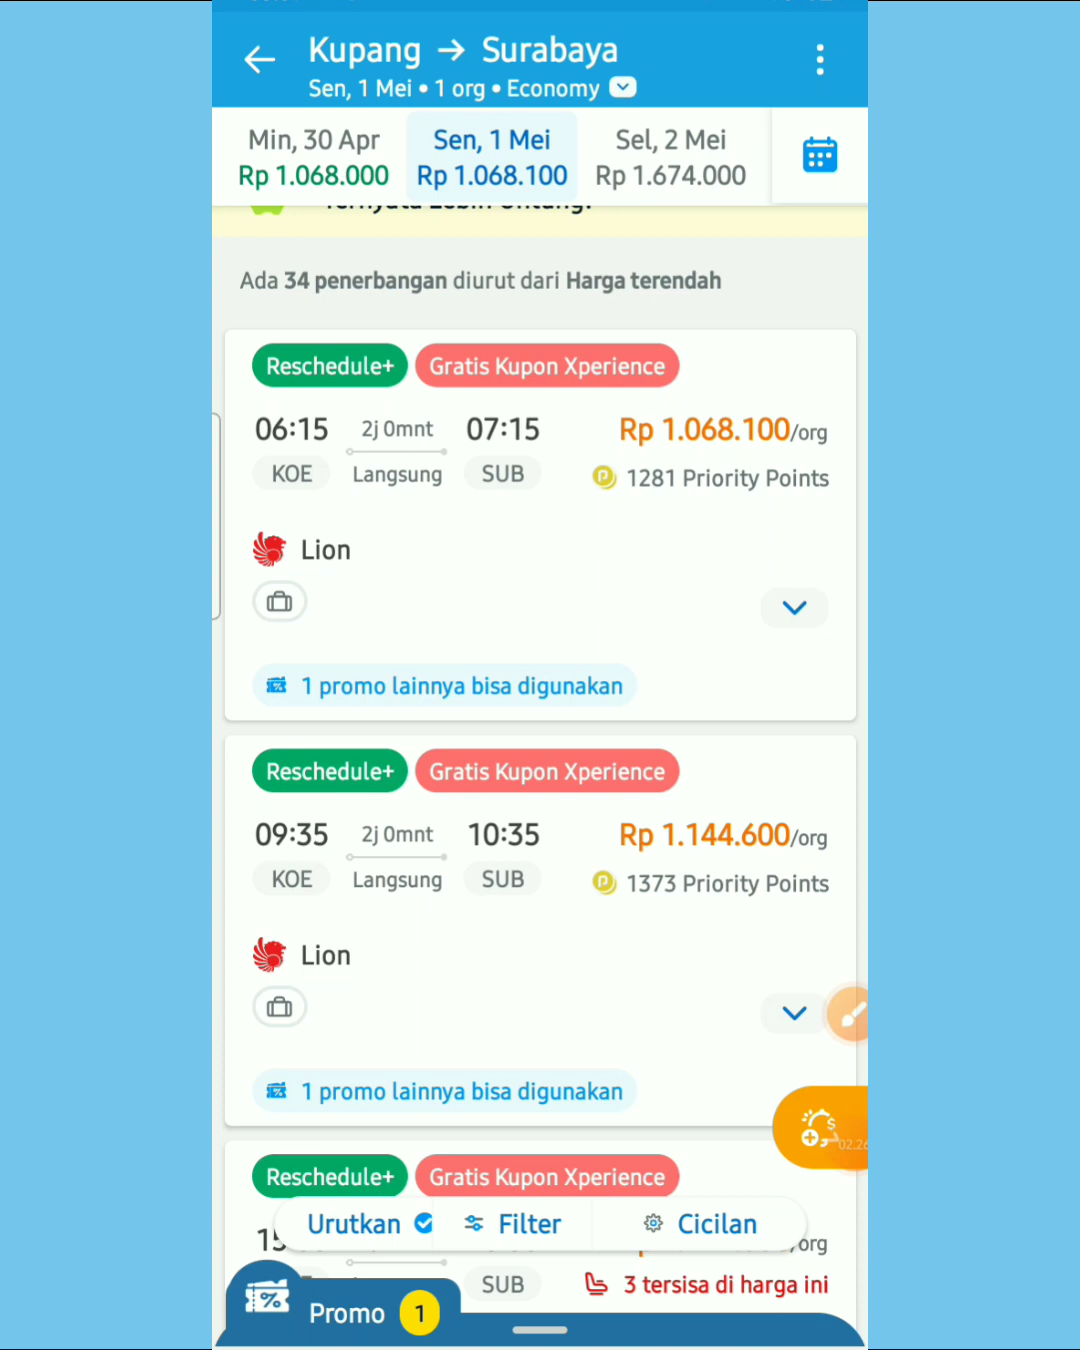 Kupang → Surabaya
Sen, 1 Mei • 1 org • Economy
Min, 30 Apr Sen, 1 Mei Sel, 2 Mei
Rp 1.068.000 Rp 1.068.100 Rp 1.674.000
Ada 34 penerbangan diurut dari Harga terendah
Reschedule+ Gratis Kupon Xperience
06:15 2j 0mnt 07:15 Rp 1.068.100/org
KOE Langsung SUB 1281 Priority Points
Lion
1 promo lainnya bisa digunakan
Reschedule+ Gratis Kupon Xperience
09:35 2j 0mnt 10:35 Rp 1.144.600/org
KOE Langsung SUB 1373 Priority Points
Lion
1 promo lainnya bisa digunakan
02.26
Reschedule+ Gratis Kupon Xperience
Urutkan Filter Cicilan
/org
SUB 3 tersisa di harga ini
Promo 1